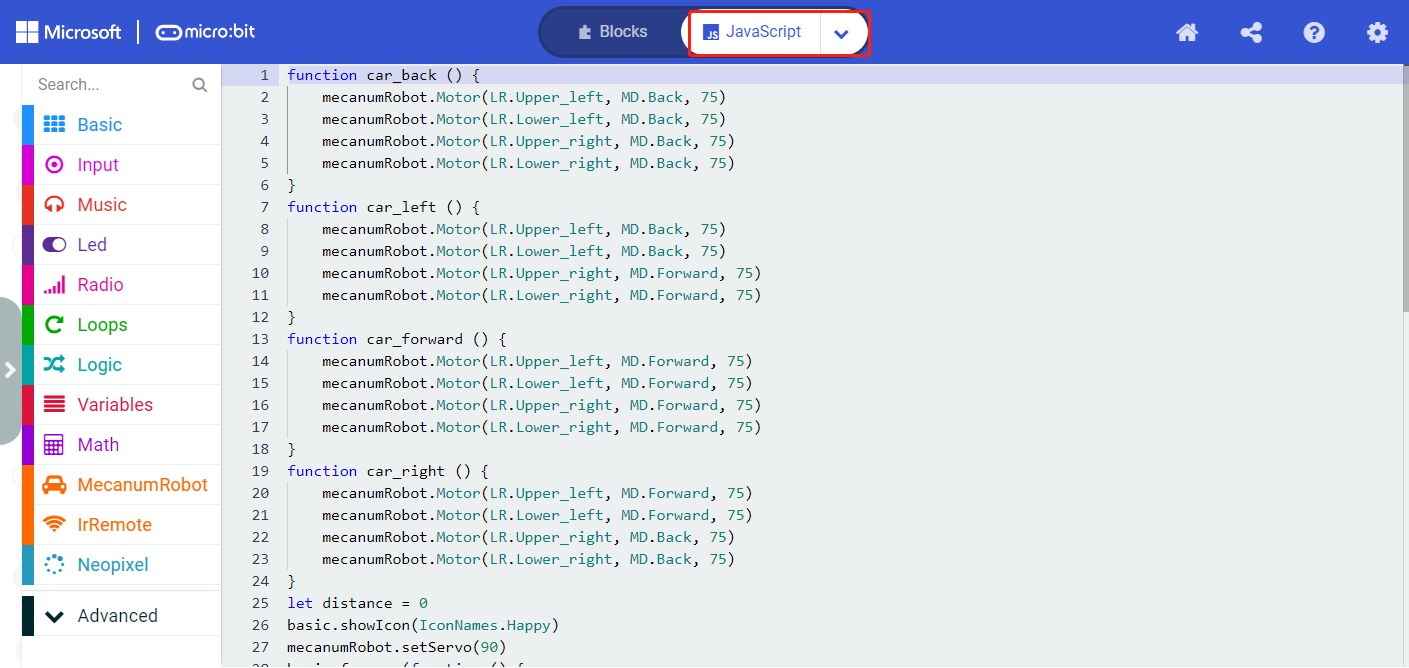 Microsoft | micro:bit
Blocks
JS JavaScript
Search...
Basic
Input
Music
Led
Radio
Loops
Logic
Variables
Math
MecanumRobot
IrRemote
Neopixel
Advanced
1 function car_back () {
2 mecanumRobot.Motor(LR.Upper_left, MD.Back, 75)
3 mecanumRobot.Motor(LR.Lower_left, MD.Back, 75)
4 mecanumRobot.Motor(LR.Upper_right, MD.Back, 75)
5 mecanumRobot.Motor(LR.Lower_right, MD.Back, 75)
6 }
7 function car_left () {
8 mecanumRobot.Motor(LR.Upper_left, MD.Back, 75)
9 mecanumRobot.Motor(LR.Lower_left, MD.Back, 75)
10 mecanumRobot.Motor(LR.Upper_right, MD.Forward, 75)
11 mecanumRobot.Motor(LR.Lower_right, MD.Forward, 75)
12 }
13 function car_forward () {
14 mecanumRobot.Motor(LR.Upper_left, MD.Forward, 75)
15 mecanumRobot.Motor(LR.Lower_left, MD.Forward, 75)
16 mecanumRobot.Motor(LR.Upper_right, MD.Forward, 75)
17 mecanumRobot.Motor(LR.Lower_right, MD.Forward, 75)
18 }
19 function car_right () {
20 mecanumRobot.Motor(LR.Upper_left, MD.Forward, 75)
21 mecanumRobot.Motor(LR.Lower_left, MD.Forward, 75)
22 mecanumRobot.Motor(LR.Upper_right, MD.Back, 75)
23 mecanumRobot.Motor(LR.Lower_right, MD.Back, 75)
24 }
25 let distance = 0
26 basic.showIcon(IconNames.Happy)
27 mecanumRobot.setServo(90)